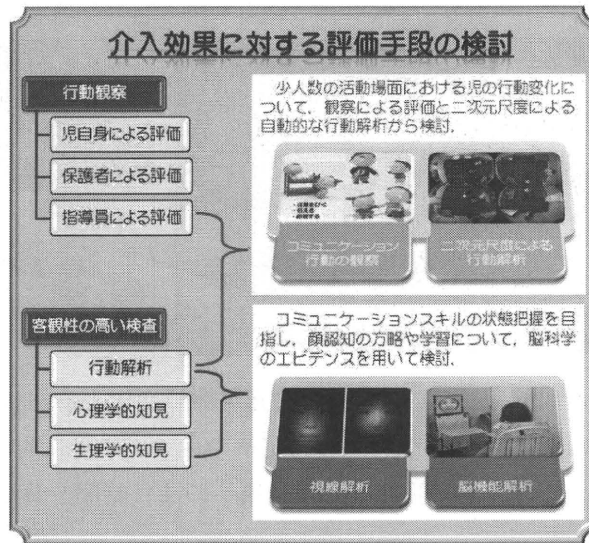 介入効果に対する評価手段の検討
行動観察
児自身による評価
保護者による評価
指導員による評価
客観性の高い検査
行動解析
心理学的知見
生理学的知見
少人数の活動場面における児の行動変化に
ついて，観察による評価と二次元尺度による
自動的な行動解析から検討．
コミュニケーション
行動の観察
二次元尺度による
行動解析
コミュニケーションスキルの状態把握を目
指し，顔認知の方略や学習について，脳科学
のエビデンスを用いて検討．
視線解析
脳機能解析